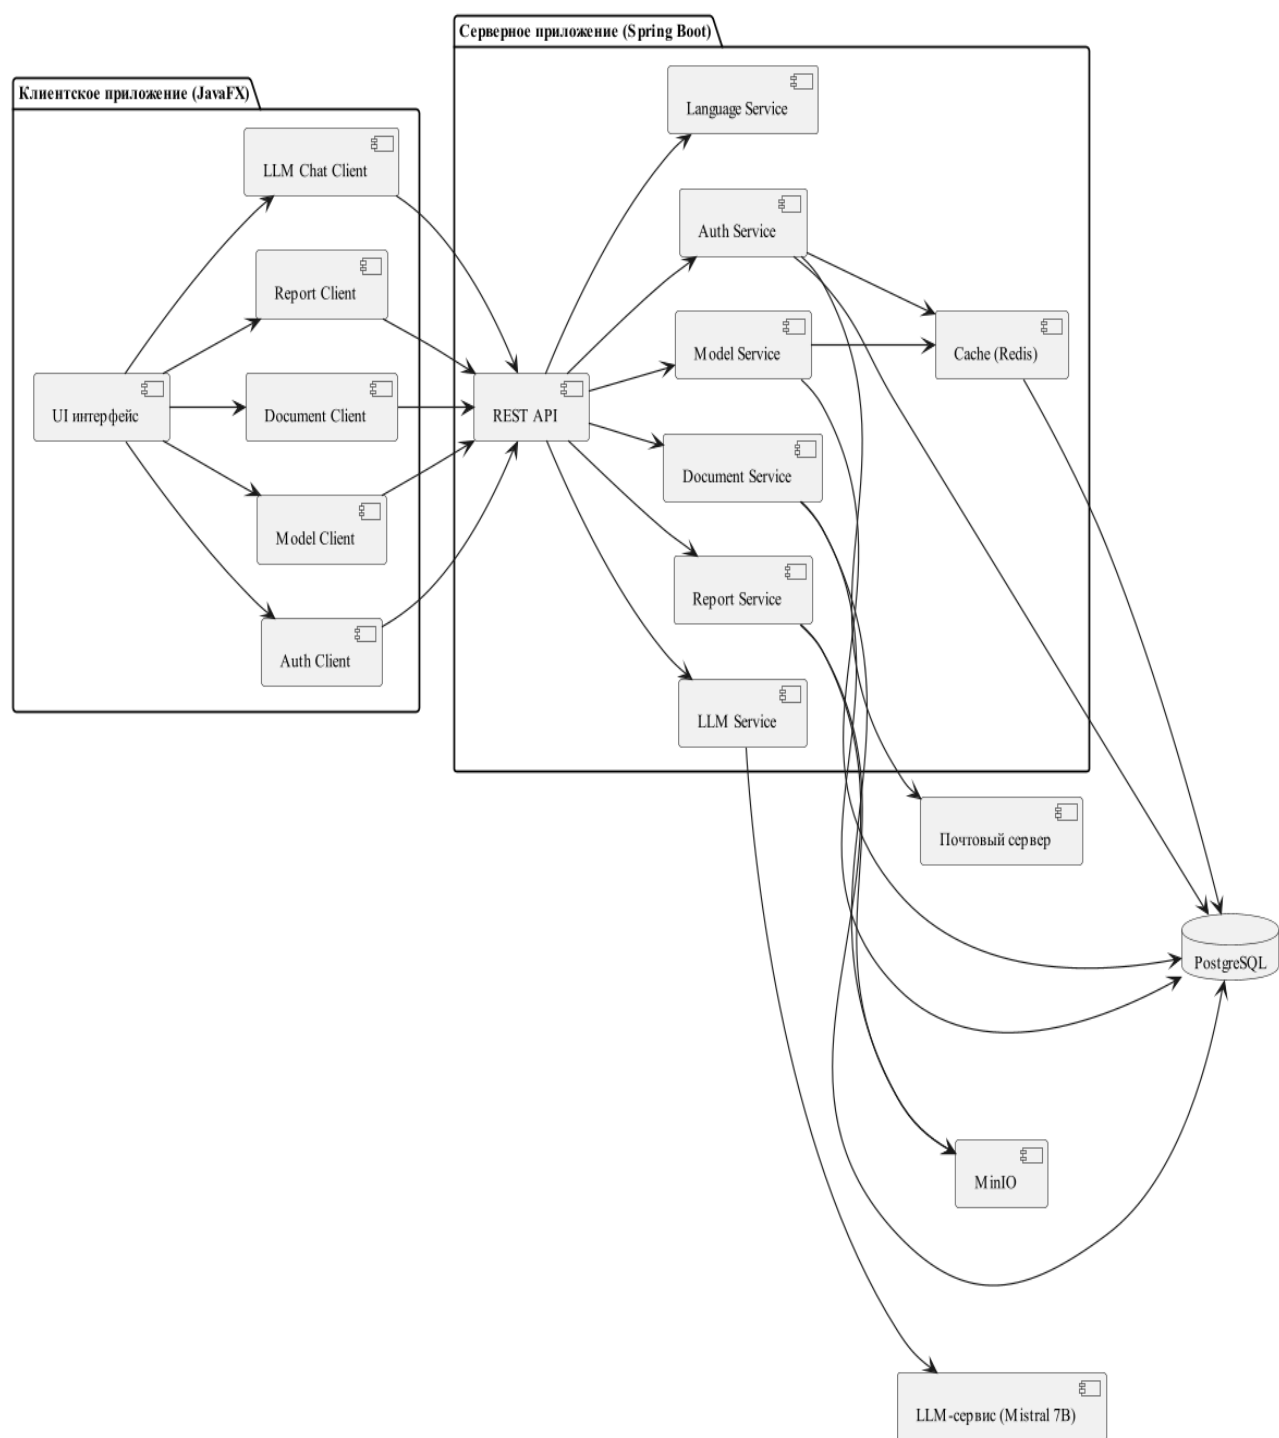 Серверное приложение (Spring Boot)
Клиентское приложение (JavaFX)
Language Service
LLM Chat Client
Auth Service
Report Client
Model Service
Cache (Redis)
UI интерфейс
Document Client
REST API
Document Service
Model Client
Report Service
Auth Client
LLM Service
Почтовый сервер
PostgreSQL
MinIO
LLM-сервис (Mistral 7B)